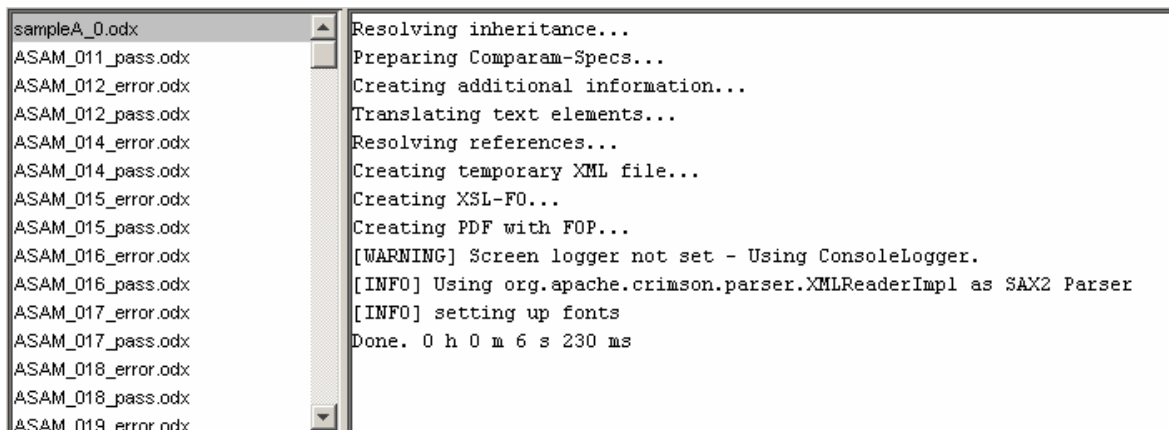 sampleA_0.odx
ASAM_011_pass.odx
ASAM_012_error.odx
ASAM_012_pass.odx
ASAM_014_error.odx
ASAM_014_pass.odx
ASAM_015_error.odx
ASAM_015_pass.odx
ASAM_016_error.odx
ASAM_016_pass.odx
ASAM_017_error.odx
ASAM_017_pass.odx
ASAM_018_error.odx
ASAM_018_pass.odx
ASAM_019_error.odx
Resolving inheritance...
Preparing Comparam-Specs...
Creating additional information...
Translating text elements...
Resolving references...
Creating temporary XML file...
Creating XSL-FO...
Creating PDF with FOP...
[WARNING] Screen logger not set - Using ConsoleLogger.
[INFO] Using org.apache.crimson.parser.XMLReaderImpl as SAX2 Parser
[INFO] setting up fonts
Done. 0 h 0 m 6 s 230 ms